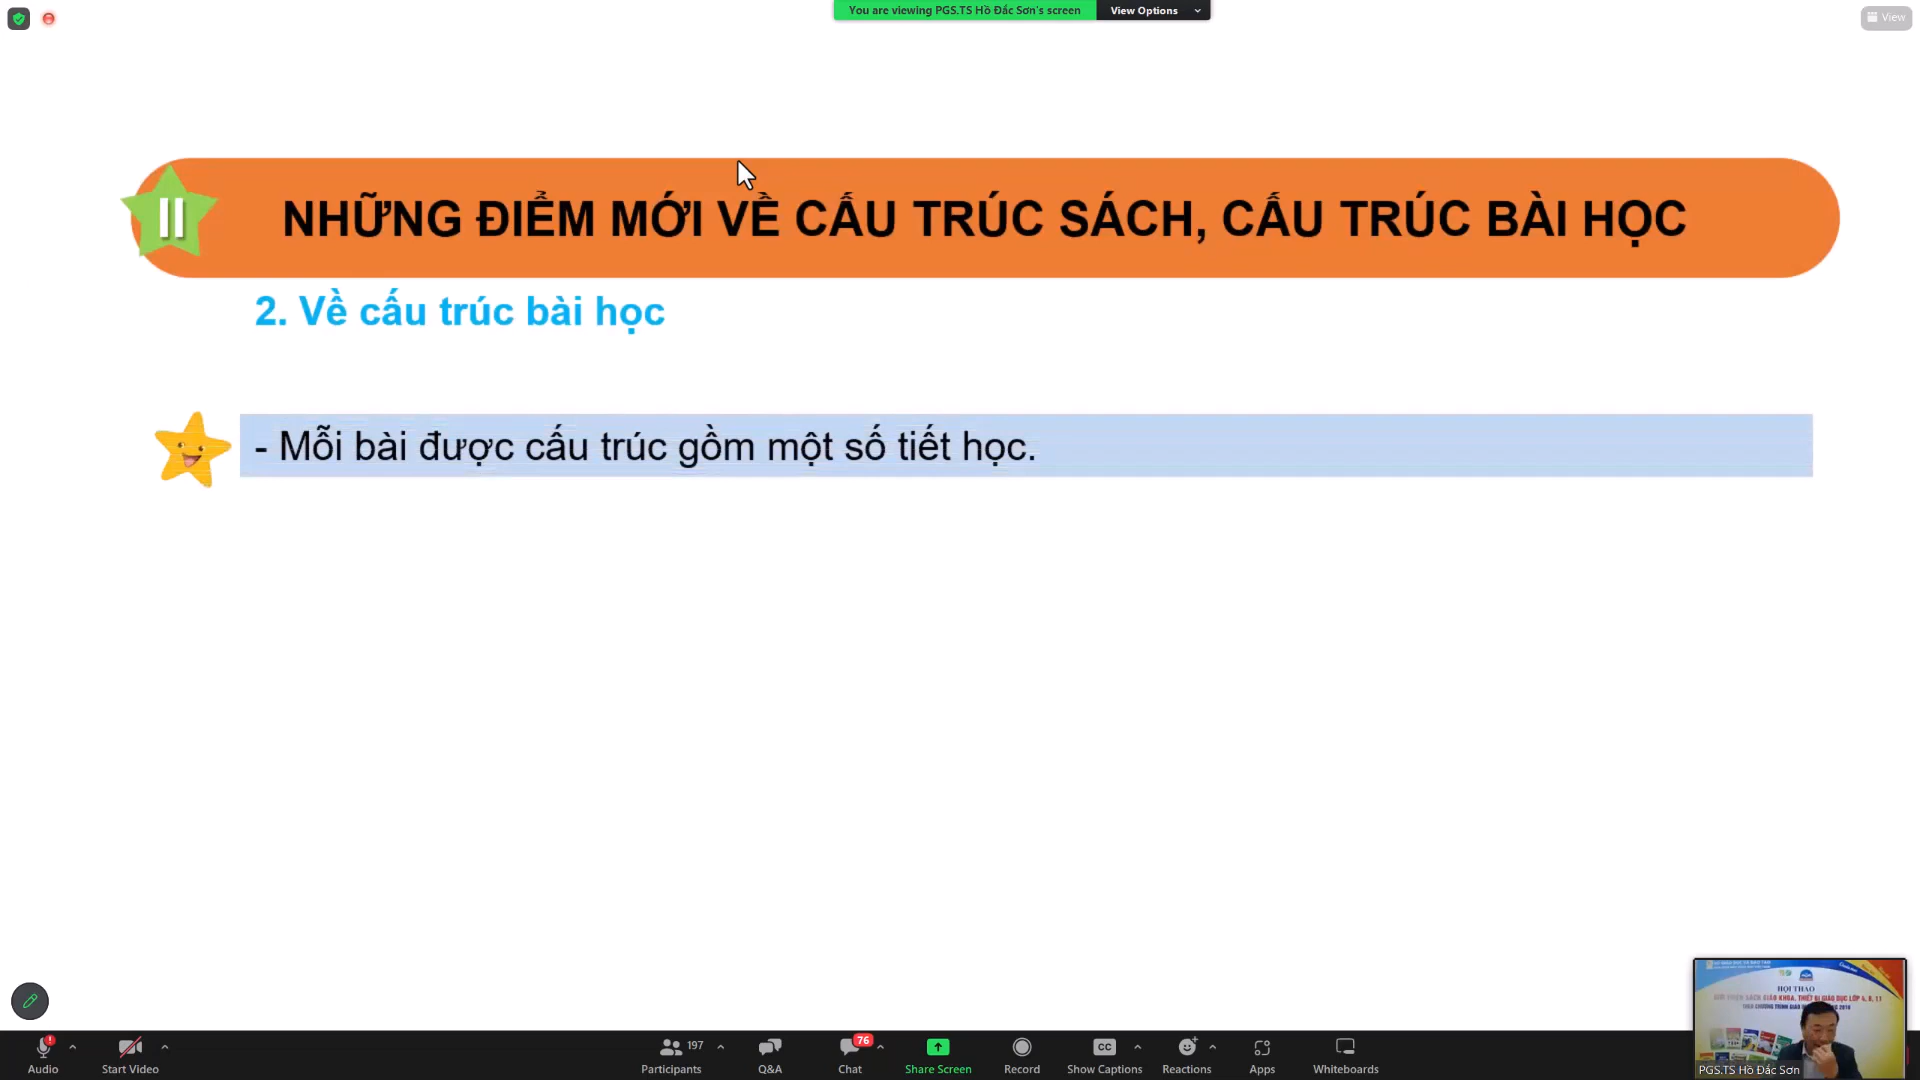 You are viewing PGS.TS Hồ Đắc Sơn's screen
View Options
View
II
NHỮNG ĐIỂM MỚI VỀ CẤU TRÚC SÁCH, CẤU TRÚC BÀI HỌC
2. Về cấu trúc bài học
- Mỗi bài được cấu trúc gồm một số tiết học.
HỘI THẢO
PGS.TS Hồ Đắc Sơn
Audio
Start Video
197
Participants
Q&A
76
Chat
Share Screen
Record
CC
Show Captions
Reactions
Apps
Whiteboards